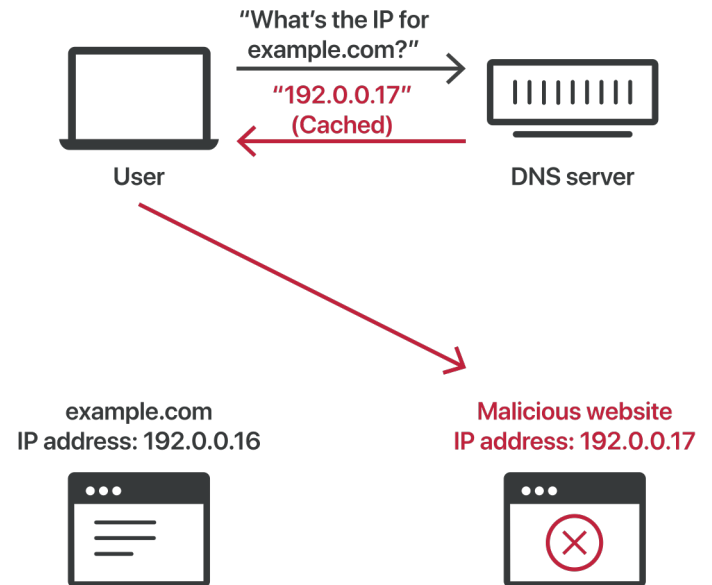 “What’s the IP for
example.com?”
“192.0.0.17”
(Cached)
User
DNS server
example.com
IP address: 192.0.0.16
Malicious website
IP address: 192.0.0.17